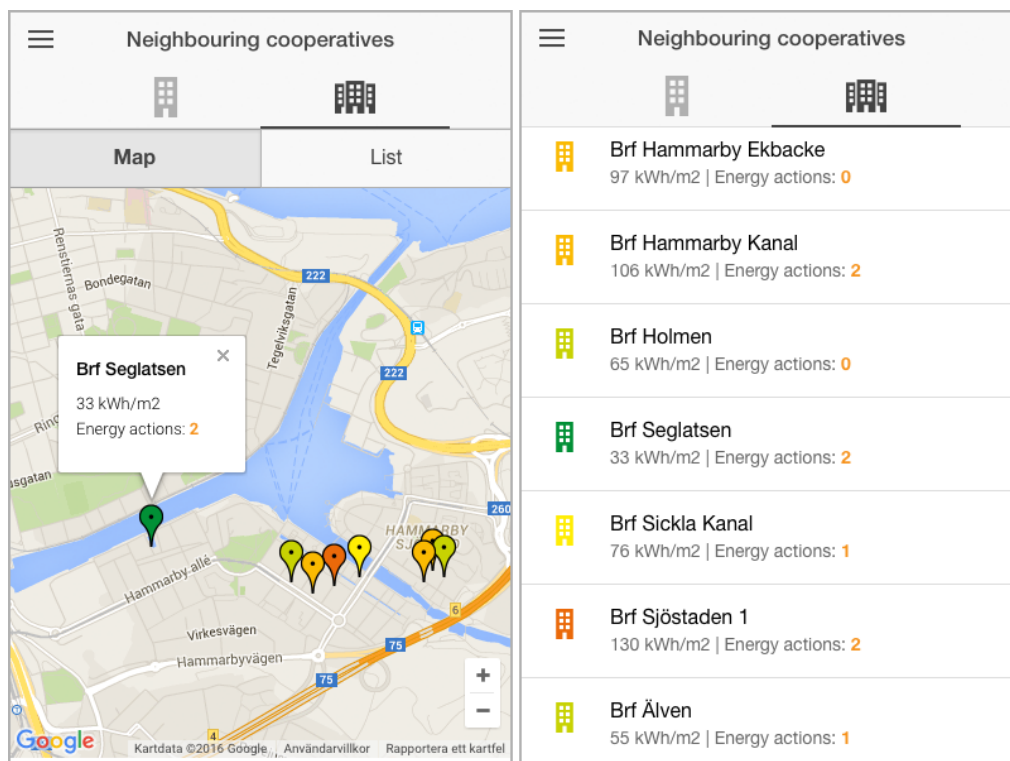 Neighbouring cooperatives
Map
List
222
Renstiernas gata
Bondegatan
Tegelviksgatan
222
Brf Seglatsen
33 kWh/m2
Energy actions: 2
Ring
usgatan
260
HAMMARBY
Hammarby allé
6
Virkesvägen
75
Hammarbyvägen
75
4
+
−
Google
Kartdata ©2016 Google
Användarvillkor
Rapportera ett kartfel
Neighbouring cooperatives
Brf Hammarby Ekbacke
97 kWh/m2 | Energy actions: 0
Brf Hammarby Kanal
106 kWh/m2 | Energy actions: 2
Brf Holmen
65 kWh/m2 | Energy actions: 0
Brf Seglatsen
33 kWh/m2 | Energy actions: 2
Brf Sickla Kanal
76 kWh/m2 | Energy actions: 1
Brf Sjöstaden 1
130 kWh/m2 | Energy actions: 2
Brf Älven
55 kWh/m2 | Energy actions: 1